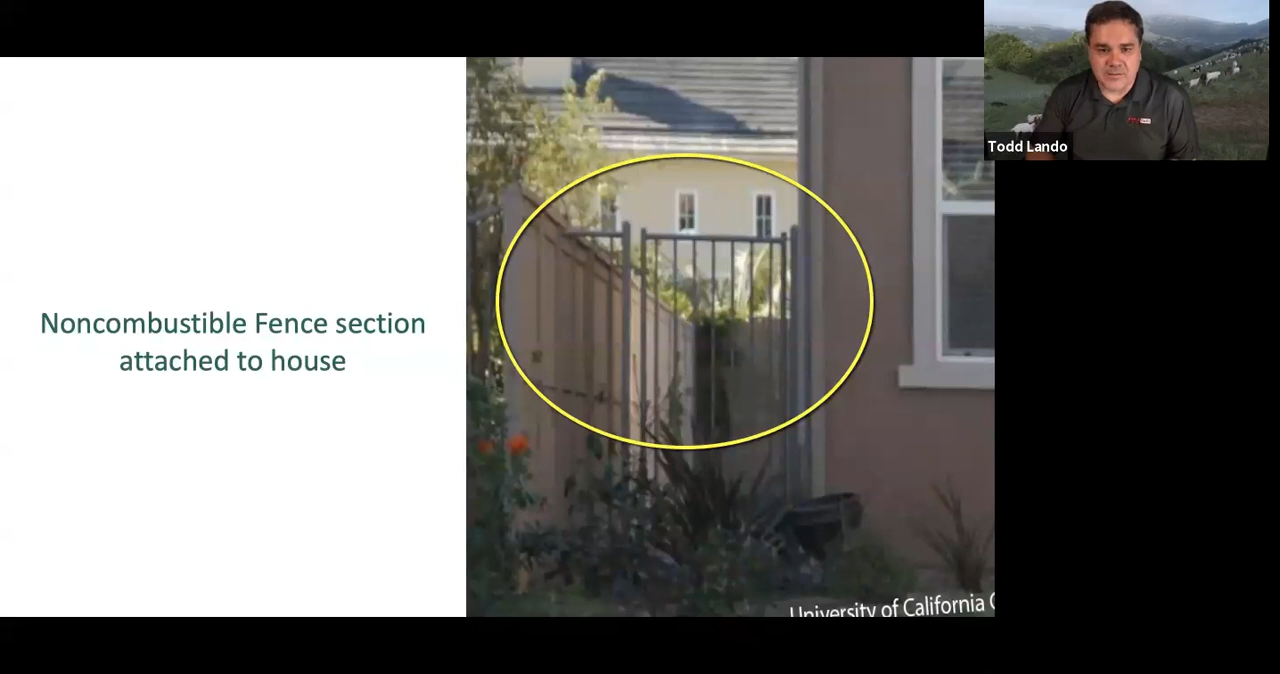 Todd Lando
Noncombustible Fence section
attached to house
University of California